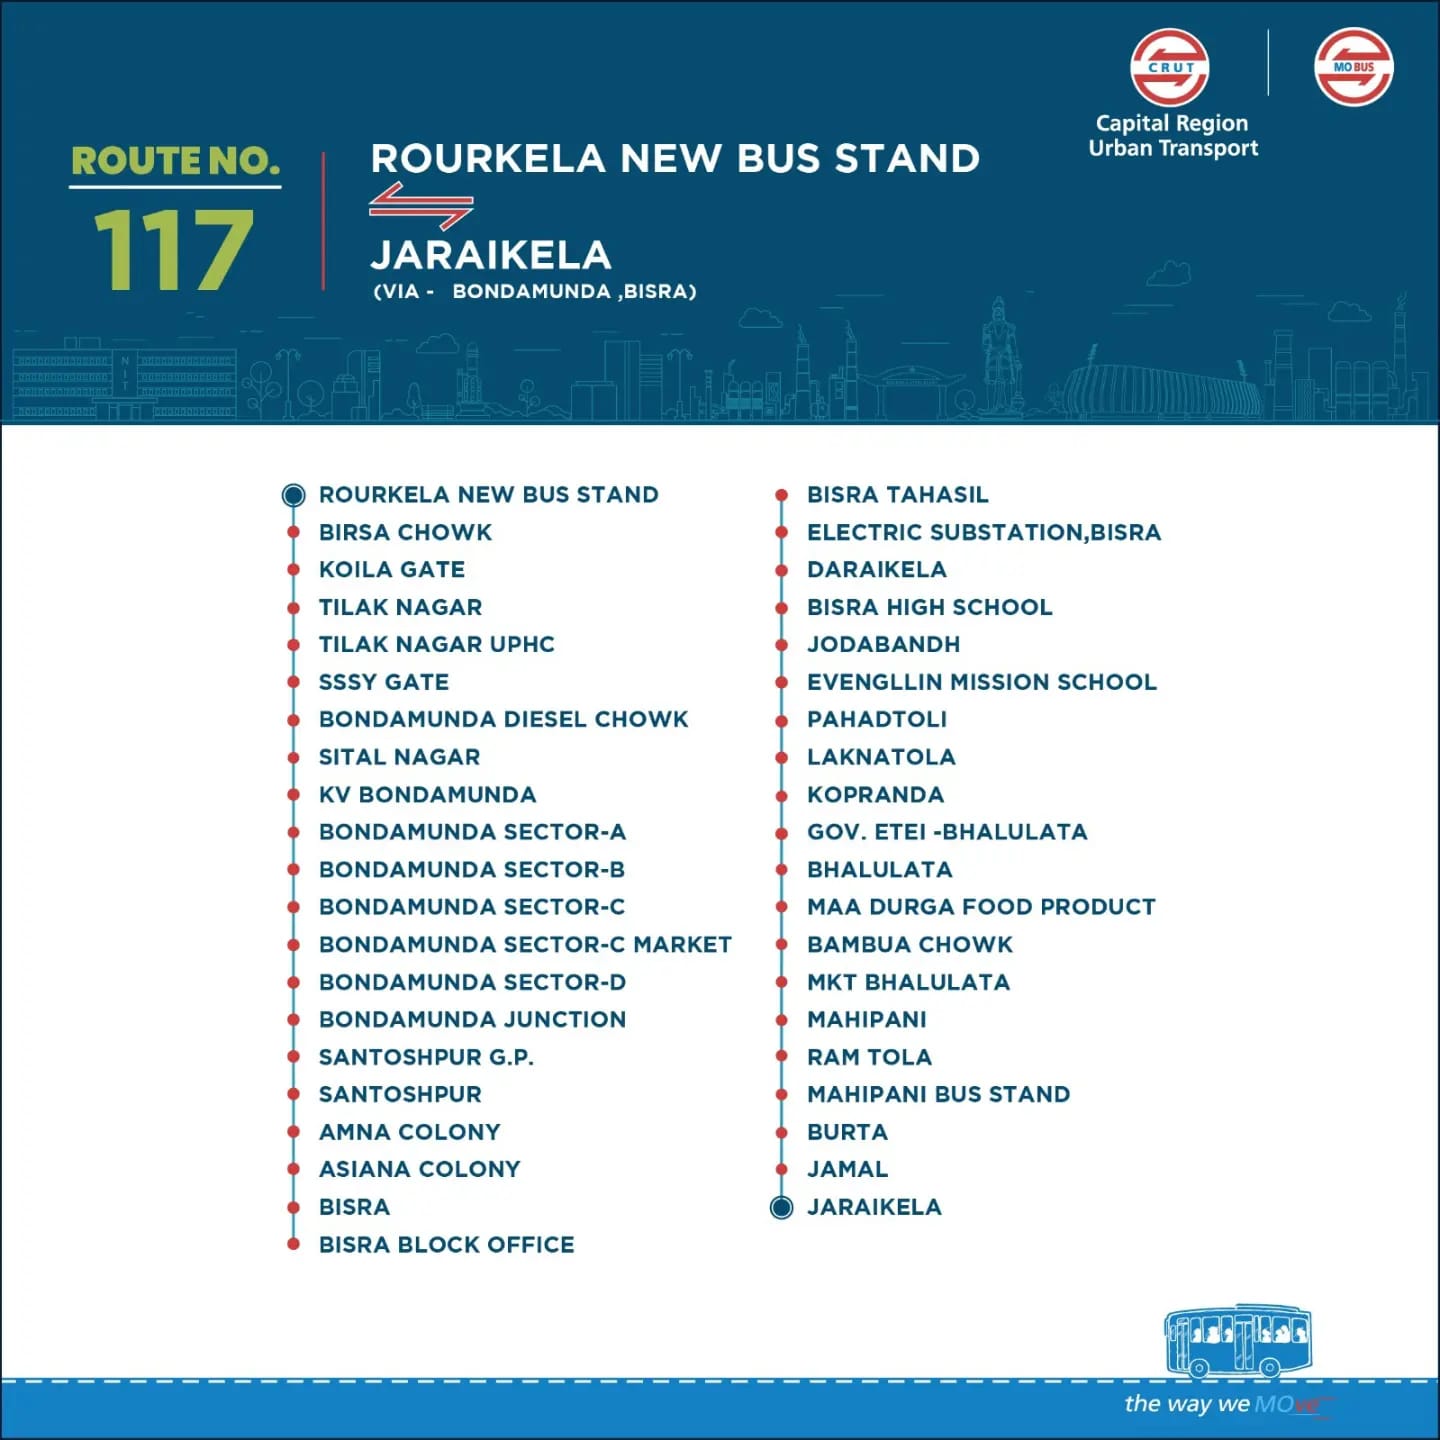 CRUT
MO BUS
Capital Region
Urban Transport
ROUTE NO.
117
ROURKELA NEW BUS STAND
JARAIKELA
(VIA - BONDAMUNDA ,BISRA)
NIT
ROURKELA NEW BUS STAND
BIRSA CHOWK
KOILA GATE
TILAK NAGAR
TILAK NAGAR UPHC
SSSY GATE
BONDAMUNDA DIESEL CHOWK
SITAL NAGAR
KV BONDAMUNDA
BONDAMUNDA SECTOR-A
BONDAMUNDA SECTOR-B
BONDAMUNDA SECTOR-C
BONDAMUNDA SECTOR-C MARKET
BONDAMUNDA SECTOR-D
BONDAMUNDA JUNCTION
SANTOSHPUR G.P.
SANTOSHPUR
AMNA COLONY
ASIANA COLONY
BISRA
BISRA BLOCK OFFICE
BISRA TAHASIL
ELECTRIC SUBSTATION,BISRA
DARAIKELA
BISRA HIGH SCHOOL
JODABANDH
EVENGLLIN MISSION SCHOOL
PAHADTOLI
LAKNATOLA
KOPRANDA
GOV. ETEI -BHALULATA
BHALULATA
MAA DURGA FOOD PRODUCT
BAMBUA CHOWK
MKT BHALULATA
MAHIPANI
RAM TOLA
MAHIPANI BUS STAND
BURTA
JAMAL
JARAIKELA
the way we MOve